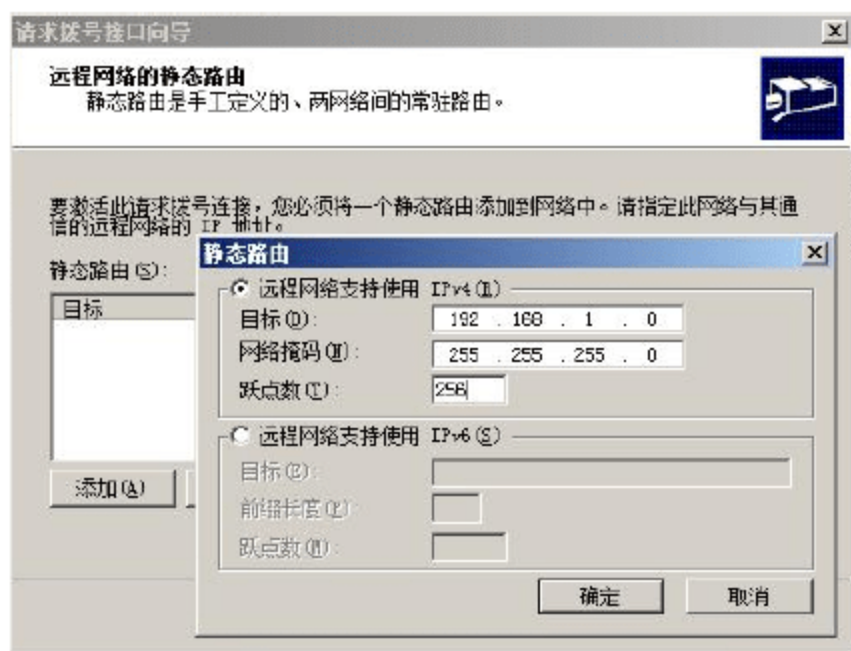 请求拨号接口向导
远程网络的静态路由
静态路由是手工定义的、两网络间的常驻路由。
要激活此请求拨号连接，您必须将一个静态路由添加到网络中。请指定此网络与其通
信的远程网络的 IP 地址。
静态路由(S):
目标
添加(A)
静态路由
远程网络支持使用 IPv4(R)
目标(D): 192 . 168 . 1 . 0
网络掩码(N): 255 . 255 . 255 . 0
跃点数(T): 256
远程网络支持使用 IPv6(S)
目标(E):
前缀长度(P):
跃点数(M):
确定 取消